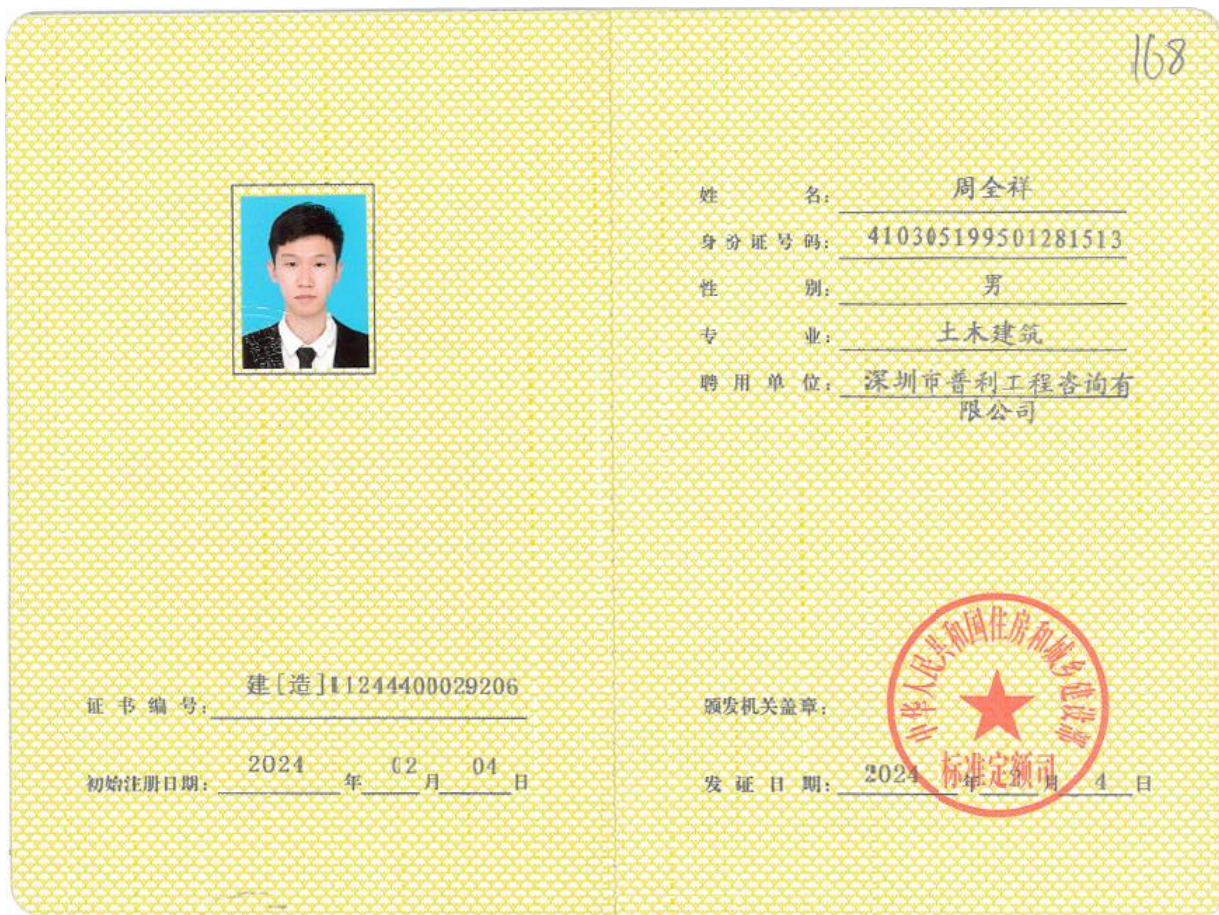 168
姓名：周全祥
身份证号码：410305199501281513
性别：男
专业：土木建筑
聘用单位：深圳市普利工程咨询有
限公司
证书编号：建[造]11244400029206
初始注册日期：2024年02月04日
颁发机关盖章：
中华人民共和国住房和城乡建设部
标准定额司
发证日期：2024年2月4日